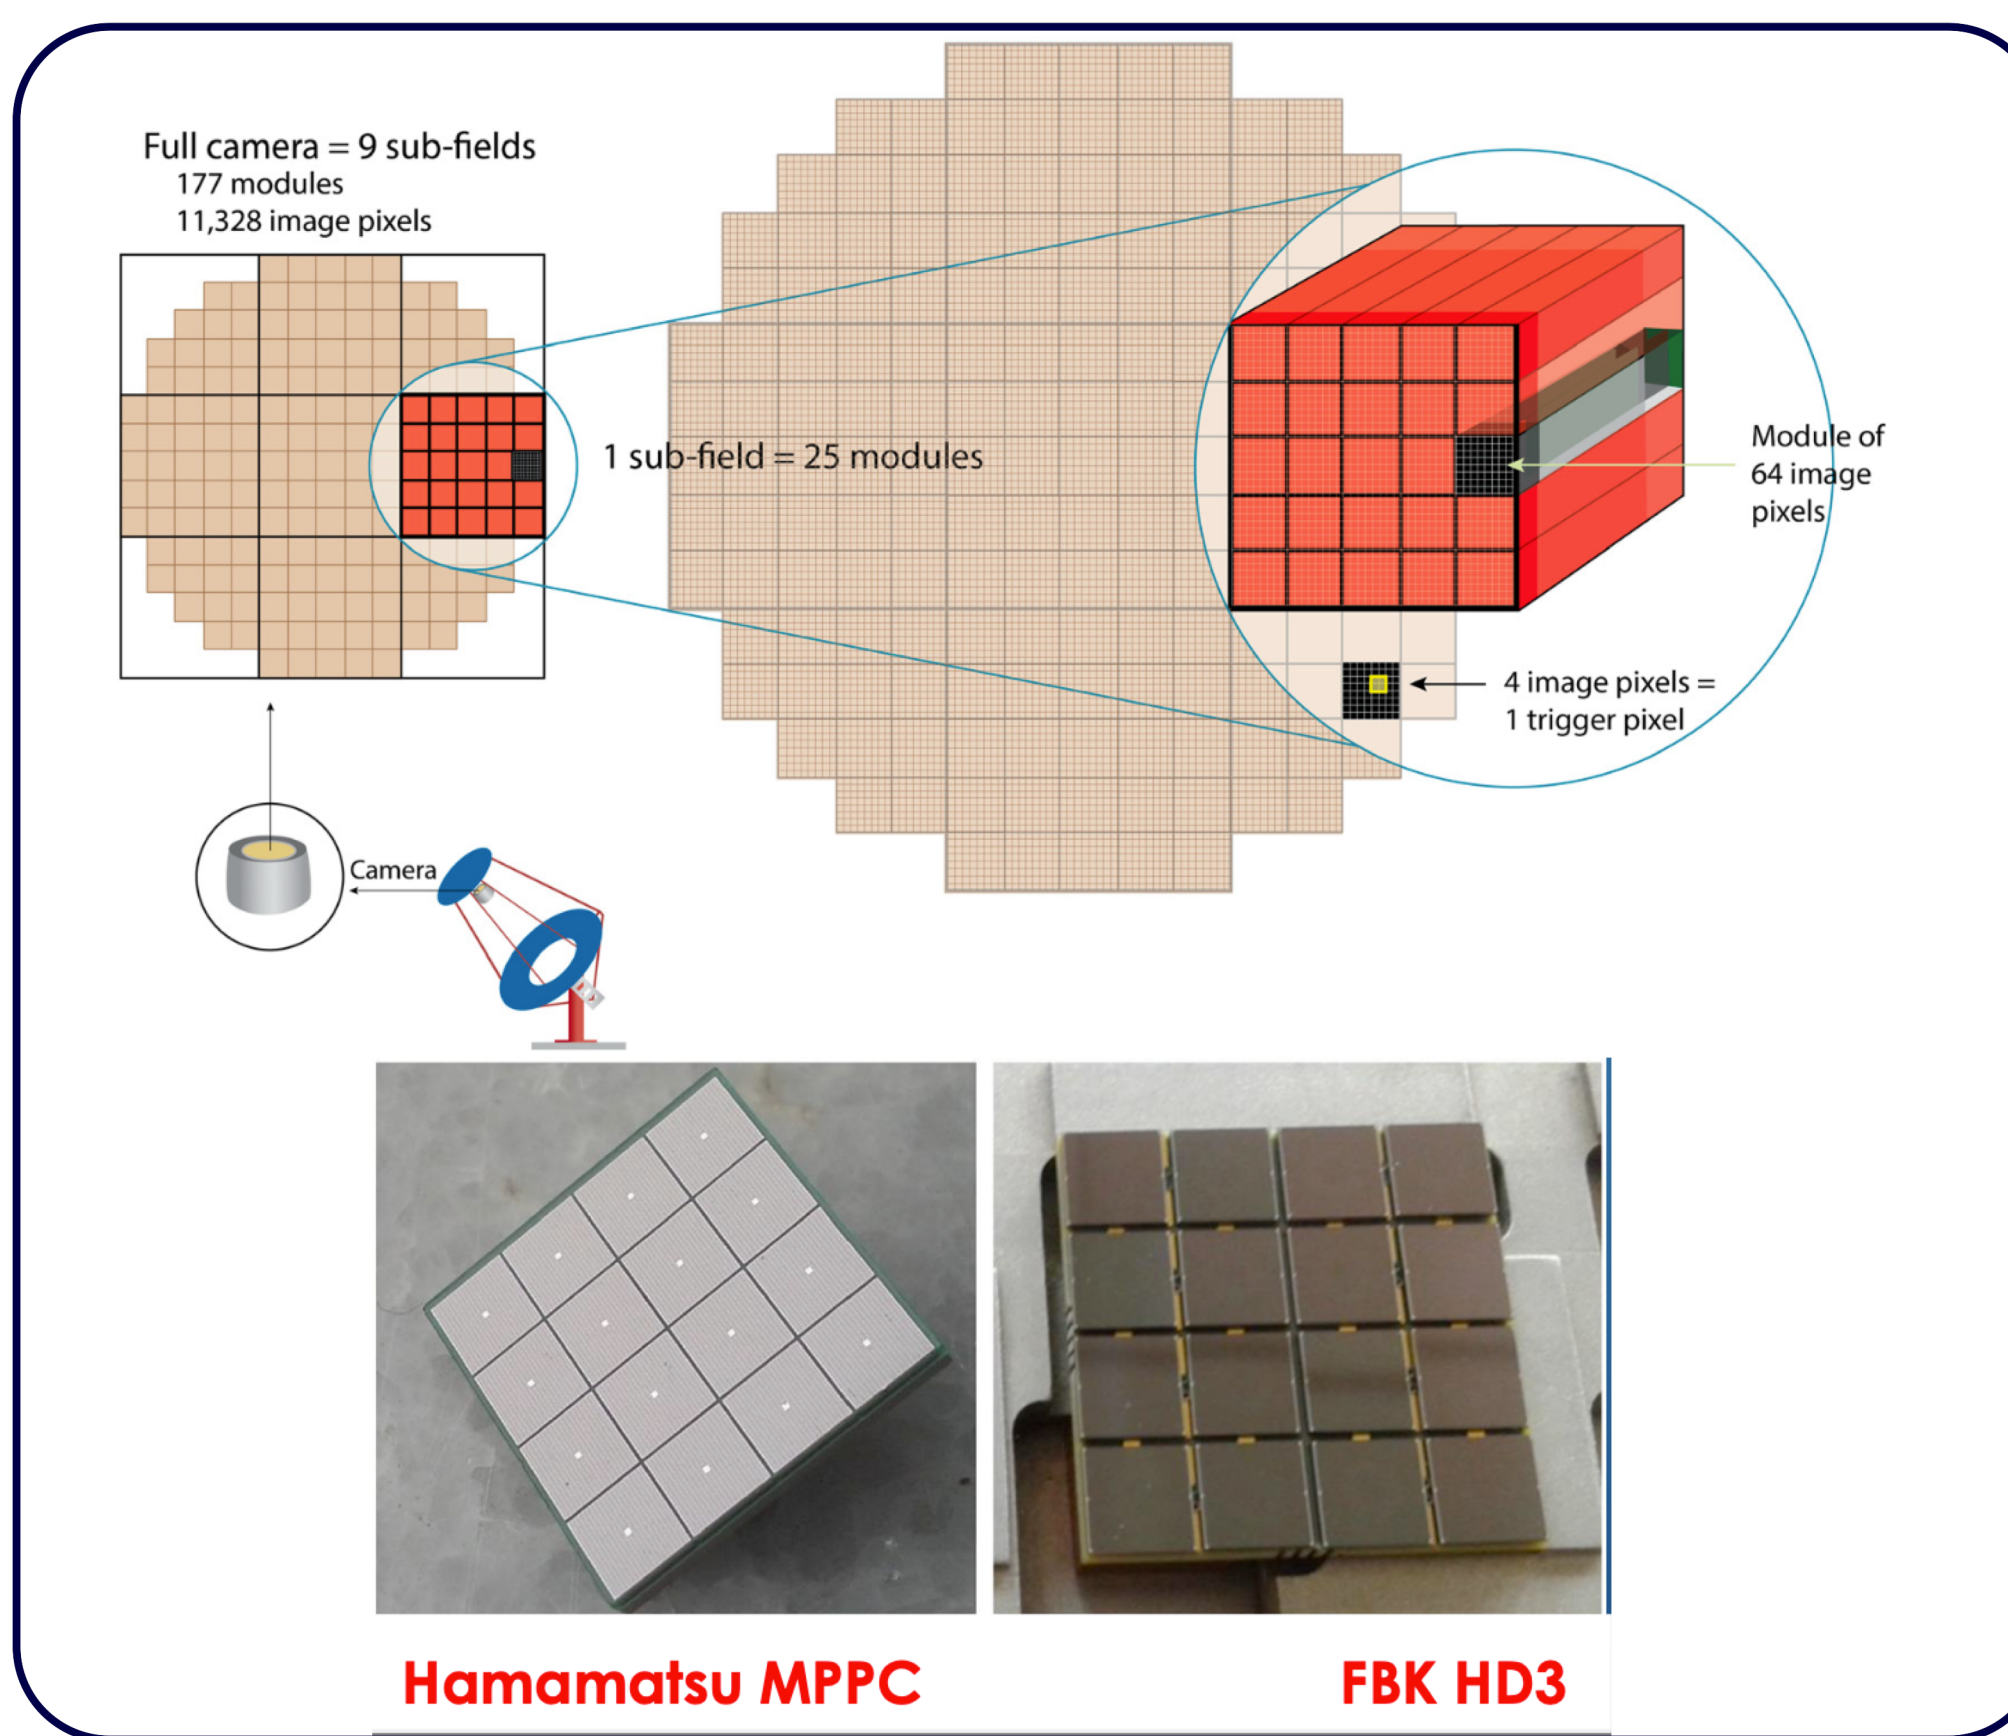 Full camera = 9 sub-fields
177 modules
11,328 image pixels
1 sub-field = 25 modules
Module of
64 image
pixels
4 image pixels =
1 trigger pixel
Camera
Hamamatsu MPPC
FBK HD3